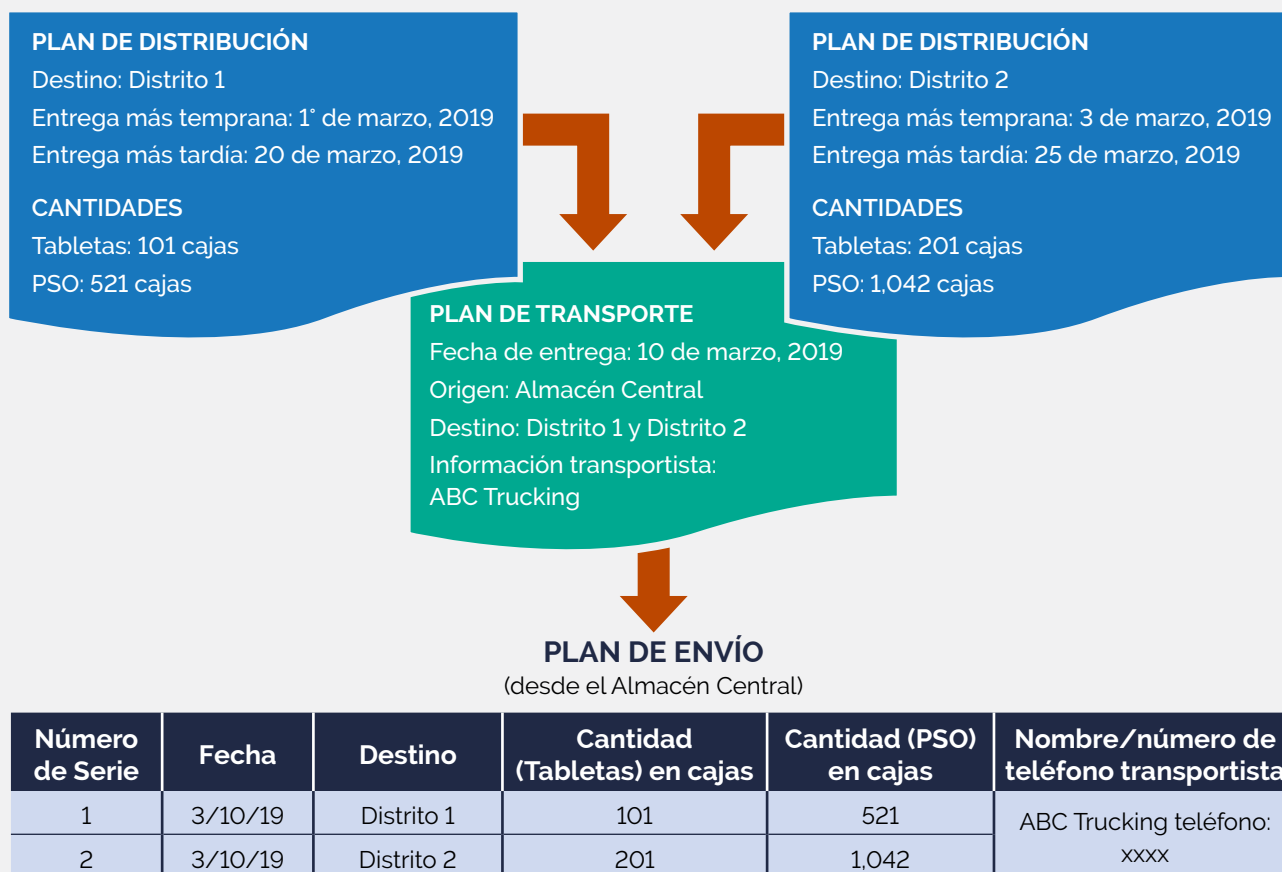 PLAN DE DISTRIBUCIÓN
Destino: Distrito 1
Entrega más temprana: 1° de marzo, 2019
Entrega más tardía: 20 de marzo, 2019
CANTIDADES
Tabletas: 101 cajas
PSO: 521 cajas
PLAN DE DISTRIBUCIÓN
Destino: Distrito 2
Entrega más temprana: 3 de marzo, 2019
Entrega más tardía: 25 de marzo, 2019
CANTIDADES
Tabletas: 201 cajas
PSO: 1,042 cajas
PLAN DE TRANSPORTE
Fecha de entrega: 10 de marzo, 2019
Origen: Almacén Central
Destino: Distrito 1 y Distrito 2
Información transportista:
ABC Trucking
PLAN DE ENVÍO
(desde el Almacén Central)
Número de Serie Fecha Destino Cantidad (Tabletas) en cajas Cantidad (PSO) en cajas Nombre/número de teléfono transportista
1 3/10/19 Distrito 1 101 521 ABC Trucking teléfono:
2 3/10/19 Distrito 2 201 1,042 xxxx